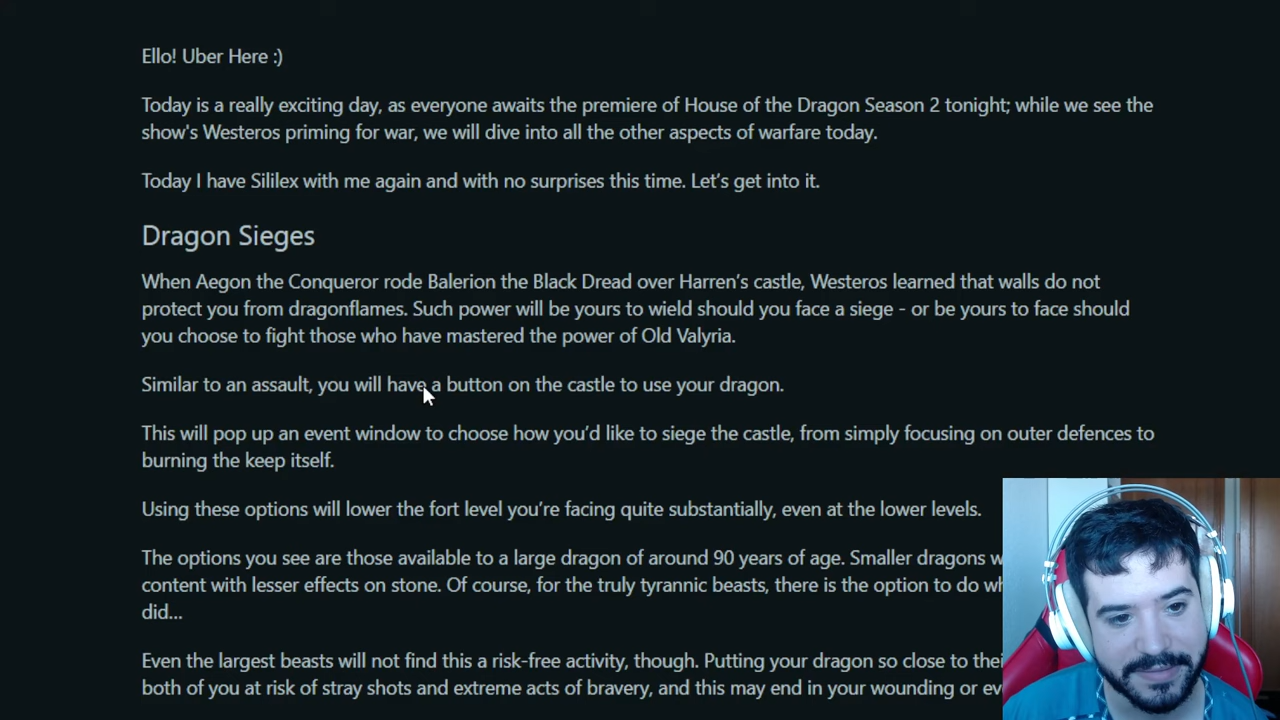 Ello! Uber Here :)
Today is a really exciting day, as everyone awaits the premiere of House of the Dragon Season 2 tonight; while we see the
show's Westeros priming for war, we will dive into all the other aspects of warfare today.
Today I have Sililex with me again and with no surprises this time. Let’s get into it.
Dragon Sieges
When Aegon the Conqueror rode Balerion the Black Dread over Harren’s castle, Westeros learned that walls do not
protect you from dragonflames. Such power will be yours to wield should you face a siege - or be yours to face should
you choose to fight those who have mastered the power of Old Valyria.
Similar to an assault, you will have a button on the castle to use your dragon.
This will pop up an event window to choose how you’d like to siege the castle, from simply focusing on outer defences to
burning the keep itself.
Using these options will lower the fort level you’re facing quite substantially, even at the lower levels.
The options you see are those available to a large dragon of around 90 years of age. Smaller dragons
content with lesser effects on stone. Of course, for the truly tyrannic beasts, there is the option to do
did...
Even the largest beasts will not find this a risk-free activity, though. Putting your dragon so close to
both of you at risk of stray shots and extreme acts of bravery, and this may end in your wounding or